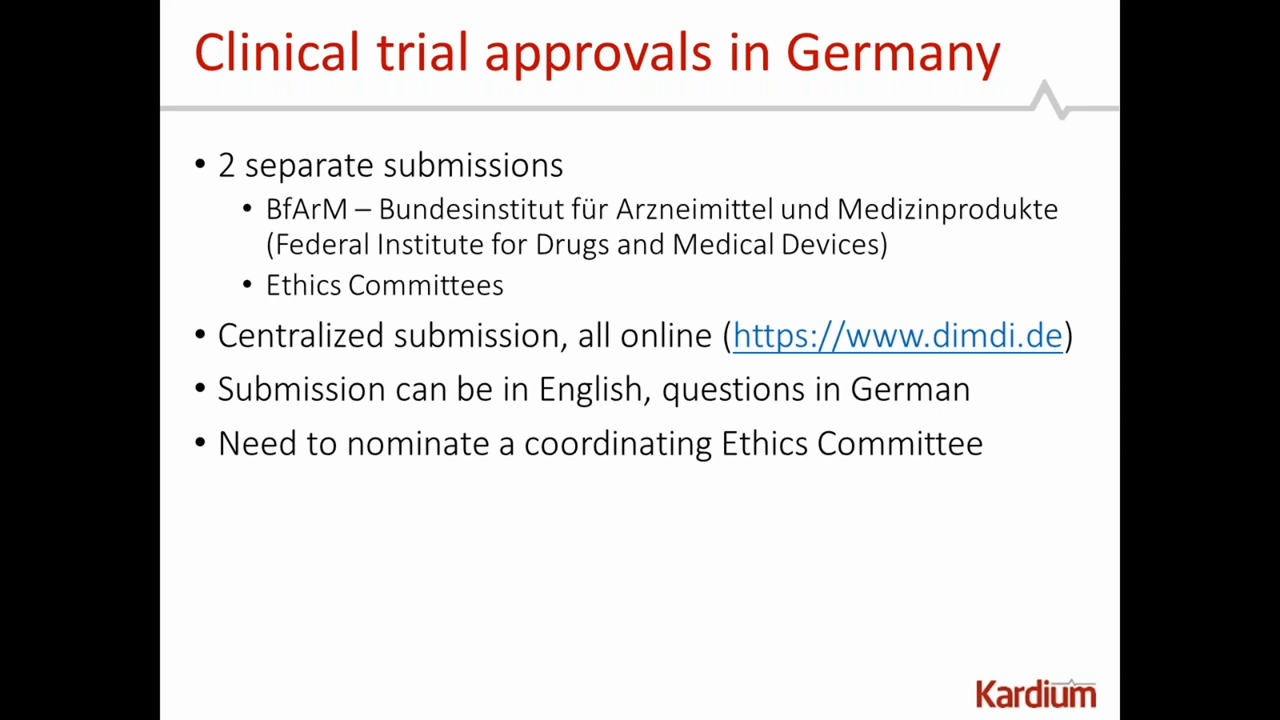 Clinical trial approvals in Germany
• 2 separate submissions
• BfArM – Bundesinstitut für Arzneimittel und Medizinprodukte
(Federal Institute for Drugs and Medical Devices)
• Ethics Committees
• Centralized submission, all online (https://www.dimdi.de)
• Submission can be in English, questions in German
• Need to nominate a coordinating Ethics Committee
Kardium